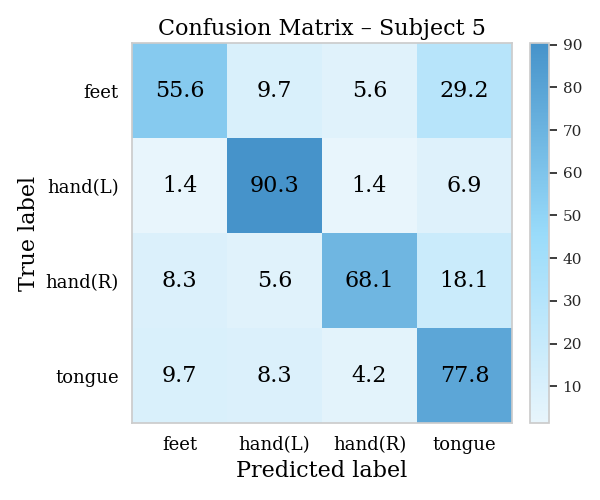 Confusion Matrix – Subject 5
True label
feet 55.6 9.7 5.6 29.2
hand(L) 1.4 90.3 1.4 6.9
hand(R) 8.3 5.6 68.1 18.1
tongue 9.7 8.3 4.2 77.8
feet hand(L) hand(R) tongue
Predicted label
90
80
70
60
50
40
30
20
10